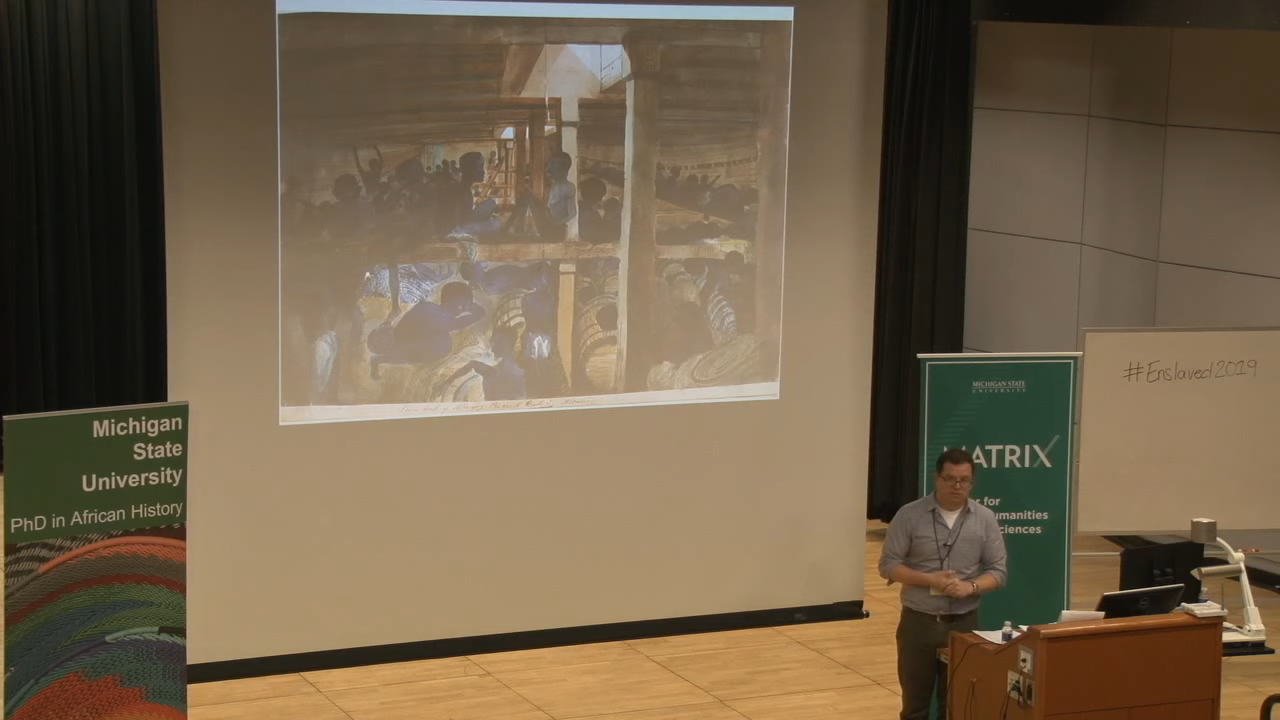 Michigan
State
University
PhD in African History
MICHIGAN STATE
UNIVERSITY
MATRIX
for
umanities
ciences
#Enslaved2019